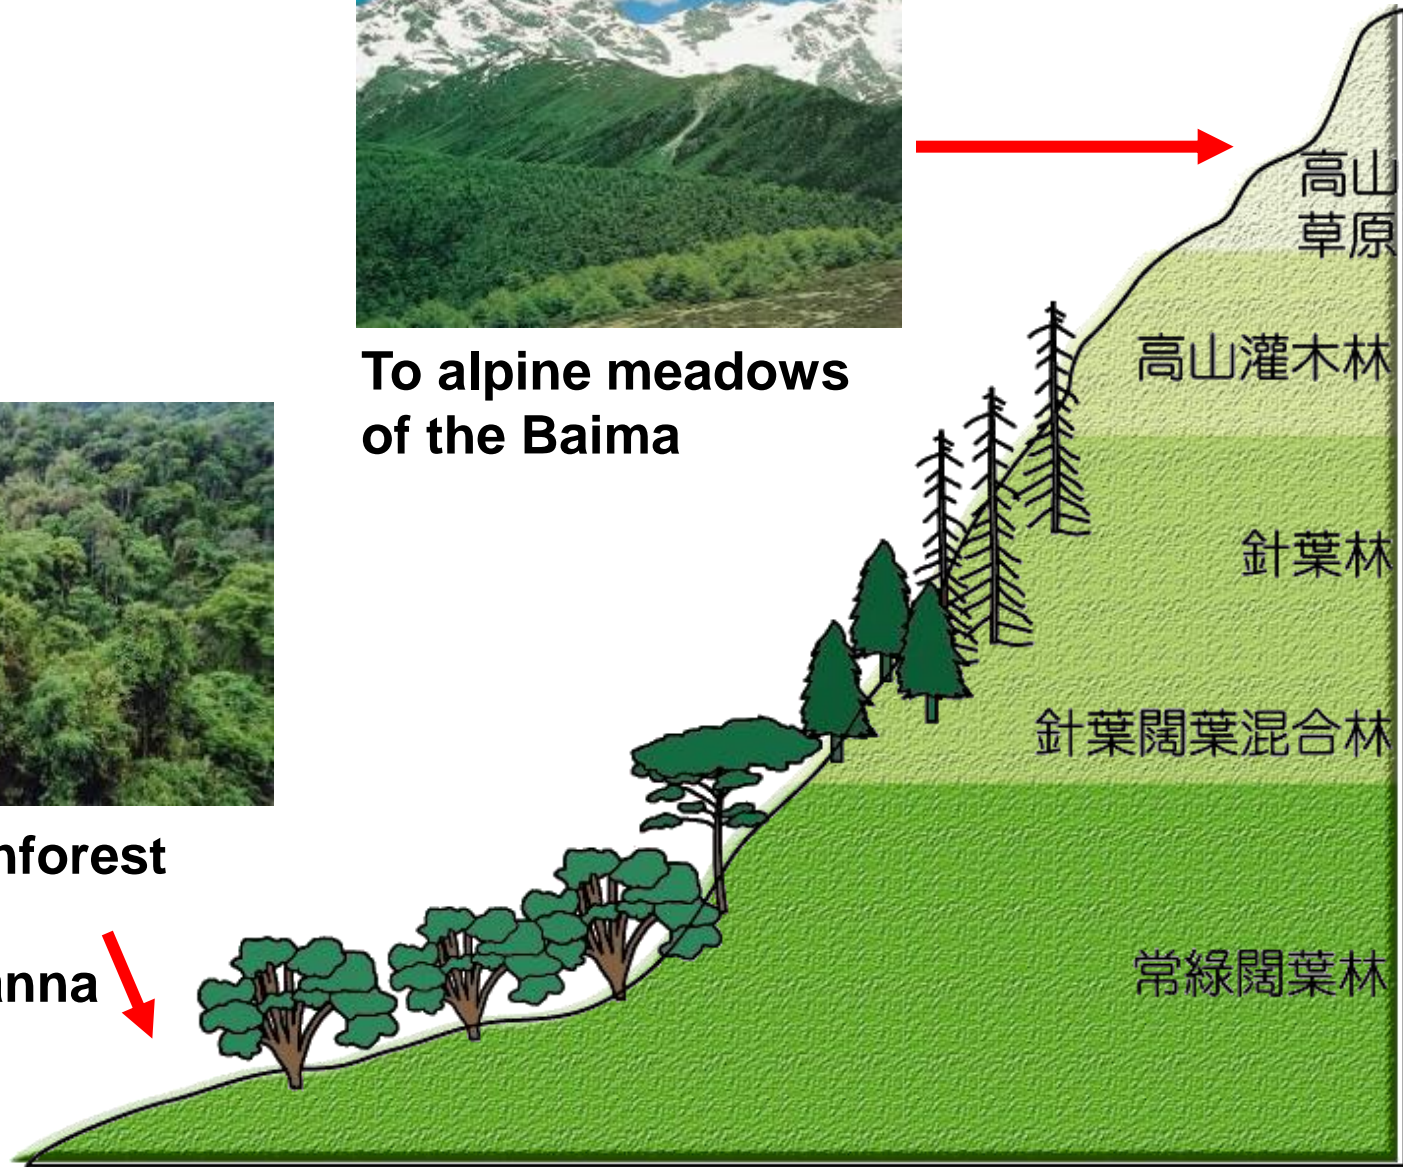 高山
草原
高山灌木林
To alpine meadows
of the Baima
針葉林
針葉闊葉混合林
nforest
anna
常綠闊葉林